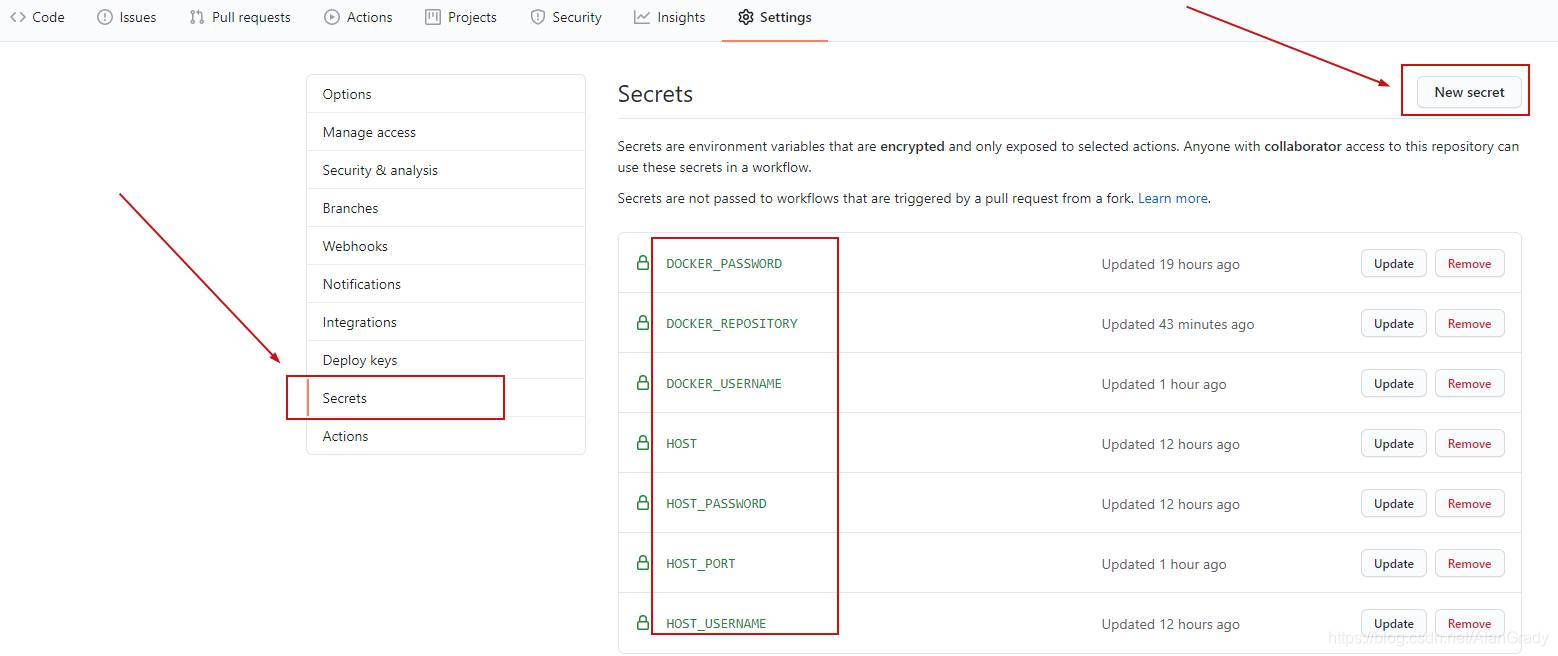 Code Issues Pull requests Actions Projects Security Insights Settings
Options
Manage access
Security & analysis
Branches
Webhooks
Notifications
Integrations
Deploy keys
Secrets
Actions
Secrets
New secret
Secrets are environment variables that are encrypted and only exposed to selected actions. Anyone with collaborator access to this repository can
use these secrets in a workflow.
Secrets are not passed to workflows that are triggered by a pull request from a fork. Learn more.
DOCKER_PASSWORD Updated 19 hours ago Update Remove
DOCKER_REPOSITORY Updated 43 minutes ago Update Remove
DOCKER_USERNAME Updated 1 hour ago Update Remove
HOST Updated 12 hours ago Update Remove
HOST_PASSWORD Updated 12 hours ago Update Remove
HOST_PORT Updated 1 hour ago Update Remove
HOST_USERNAME Updated 12 hours ago Update Remove
https://blog.csdn.net/AlanGrady